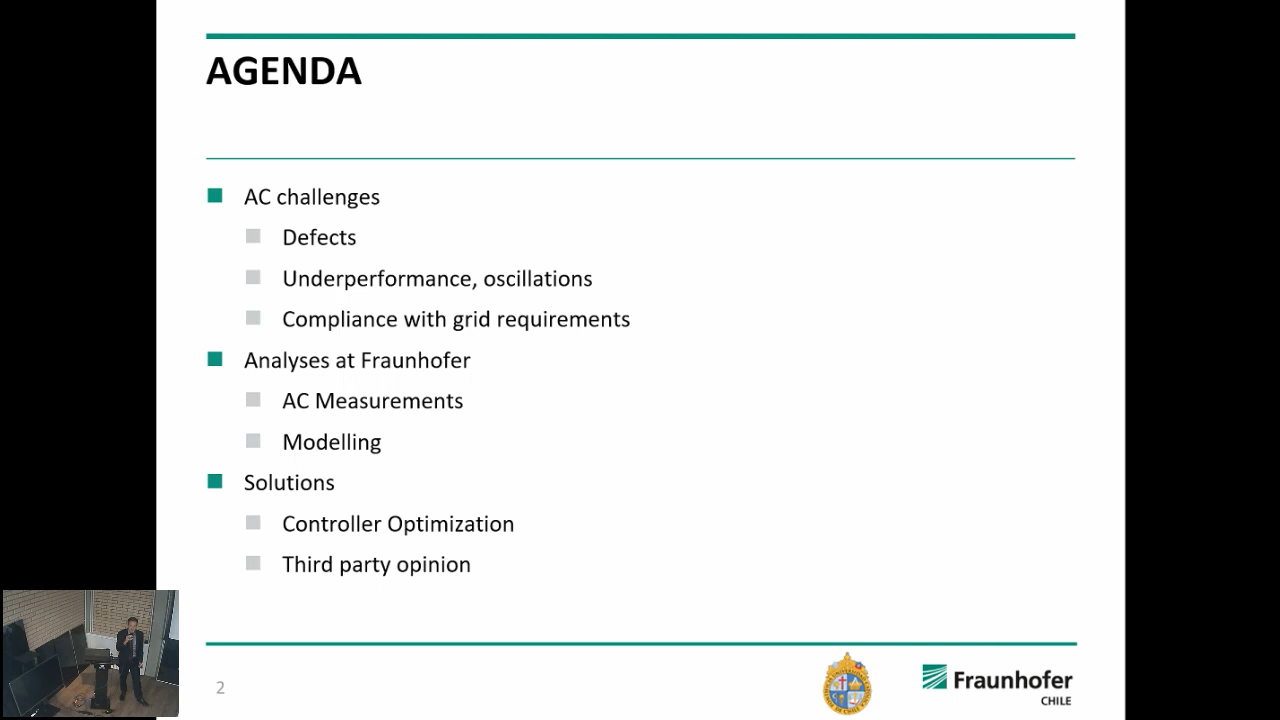 AGENDA
AC challenges
Defects
Underperformance, oscillations
Compliance with grid requirements
Analyses at Fraunhofer
AC Measurements
Modelling
Solutions
Controller Optimization
Third party opinion
2
Fraunhofer
CHILE